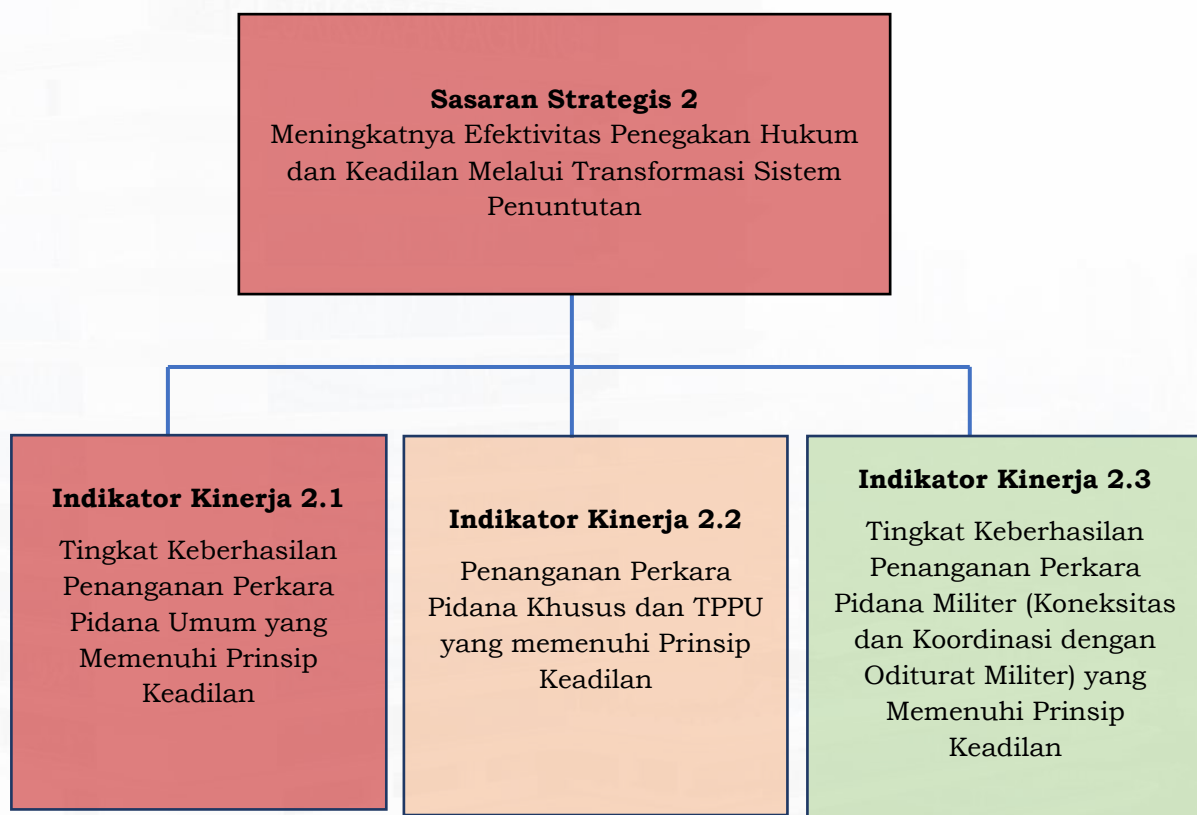 Sasaran Strategis 2
Meningkatnya Efektivitas Penegakan Hukum
dan Keadilan Melalui Transformasi Sistem
Penuntutan
Indikator Kinerja 2.1
Tingkat Keberhasilan
Penanganan Perkara
Pidana Umum yang
Memenuhi Prinsip
Keadilan
Indikator Kinerja 2.2
Penanganan Perkara
Pidana Khusus dan TPPU
yang memenuhi Prinsip
Keadilan
Indikator Kinerja 2.3
Tingkat Keberhasilan
Penanganan Perkara
Pidana Militer (Koneksitas
dan Koordinasi dengan
Oditurat Militer) yang
Memenuhi Prinsip
Keadilan